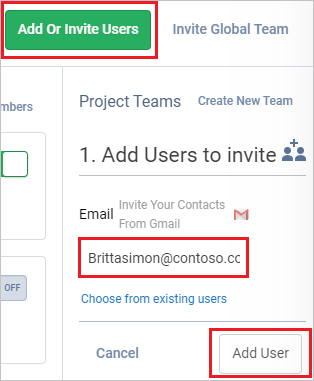 Add Or Invite Users
Invite Global Team
mbers
Project Teams
Create New Team
1. Add Users to invite
Email
Invite Your Contacts
From Gmail
Brittasimon@contoso.cc
Choose from existing users
OFF
Cancel
Add User